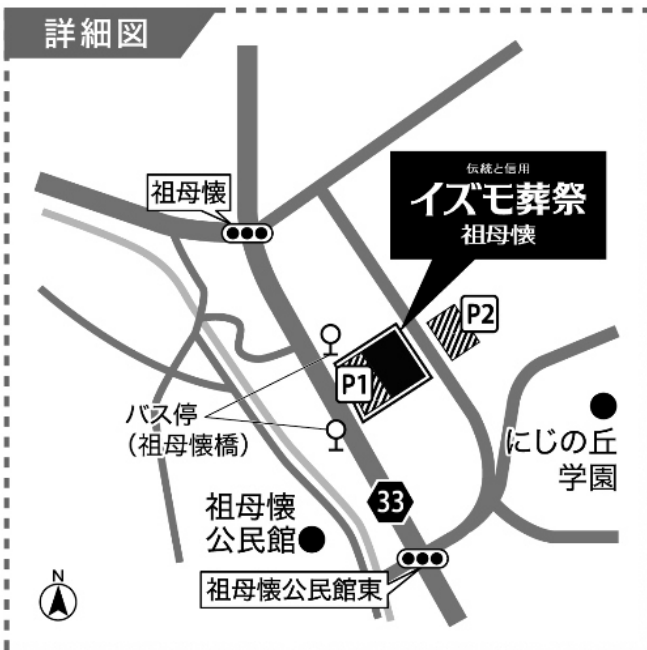 詳細図
祖母懐
伝統と信用
イズモ葬祭
祖母懐
P2
P1
バス停
（祖母懐橋）
にじの丘
学園
33
祖母懐
公民館
祖母懐公民館東
N